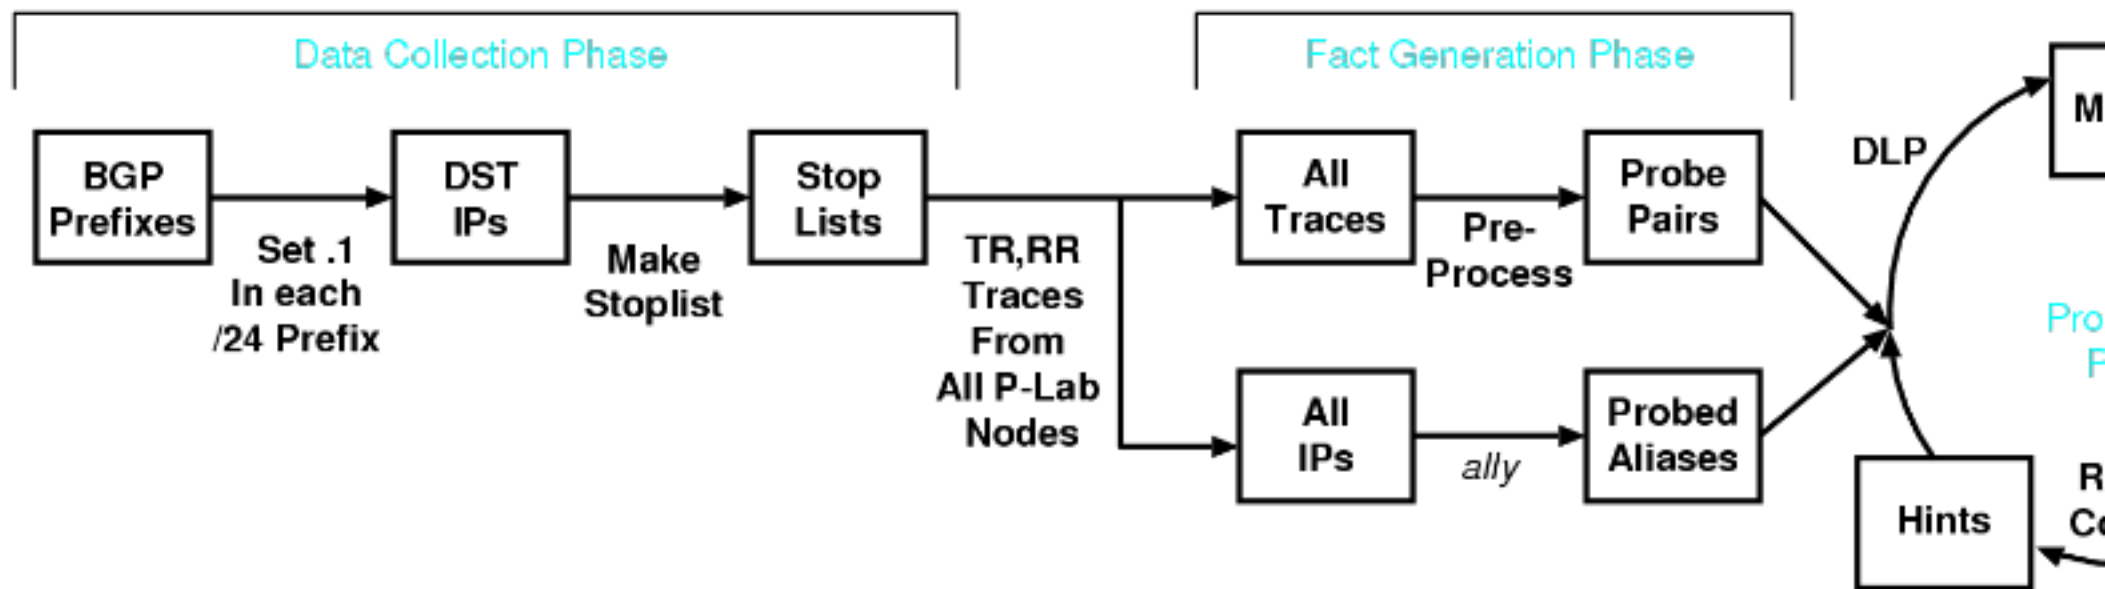 Data Collection Phase
Fact Generation Phase
BGP
Prefixes
Set .1
In each
/24 Prefix
DST
IPs
Make
Stoplist
Stop
Lists
TR,RR
Traces
From
All P-Lab
Nodes
All
Traces
Pre-
Process
Probe
Pairs
All
IPs
ally
Probed
Aliases
DLP
Hints